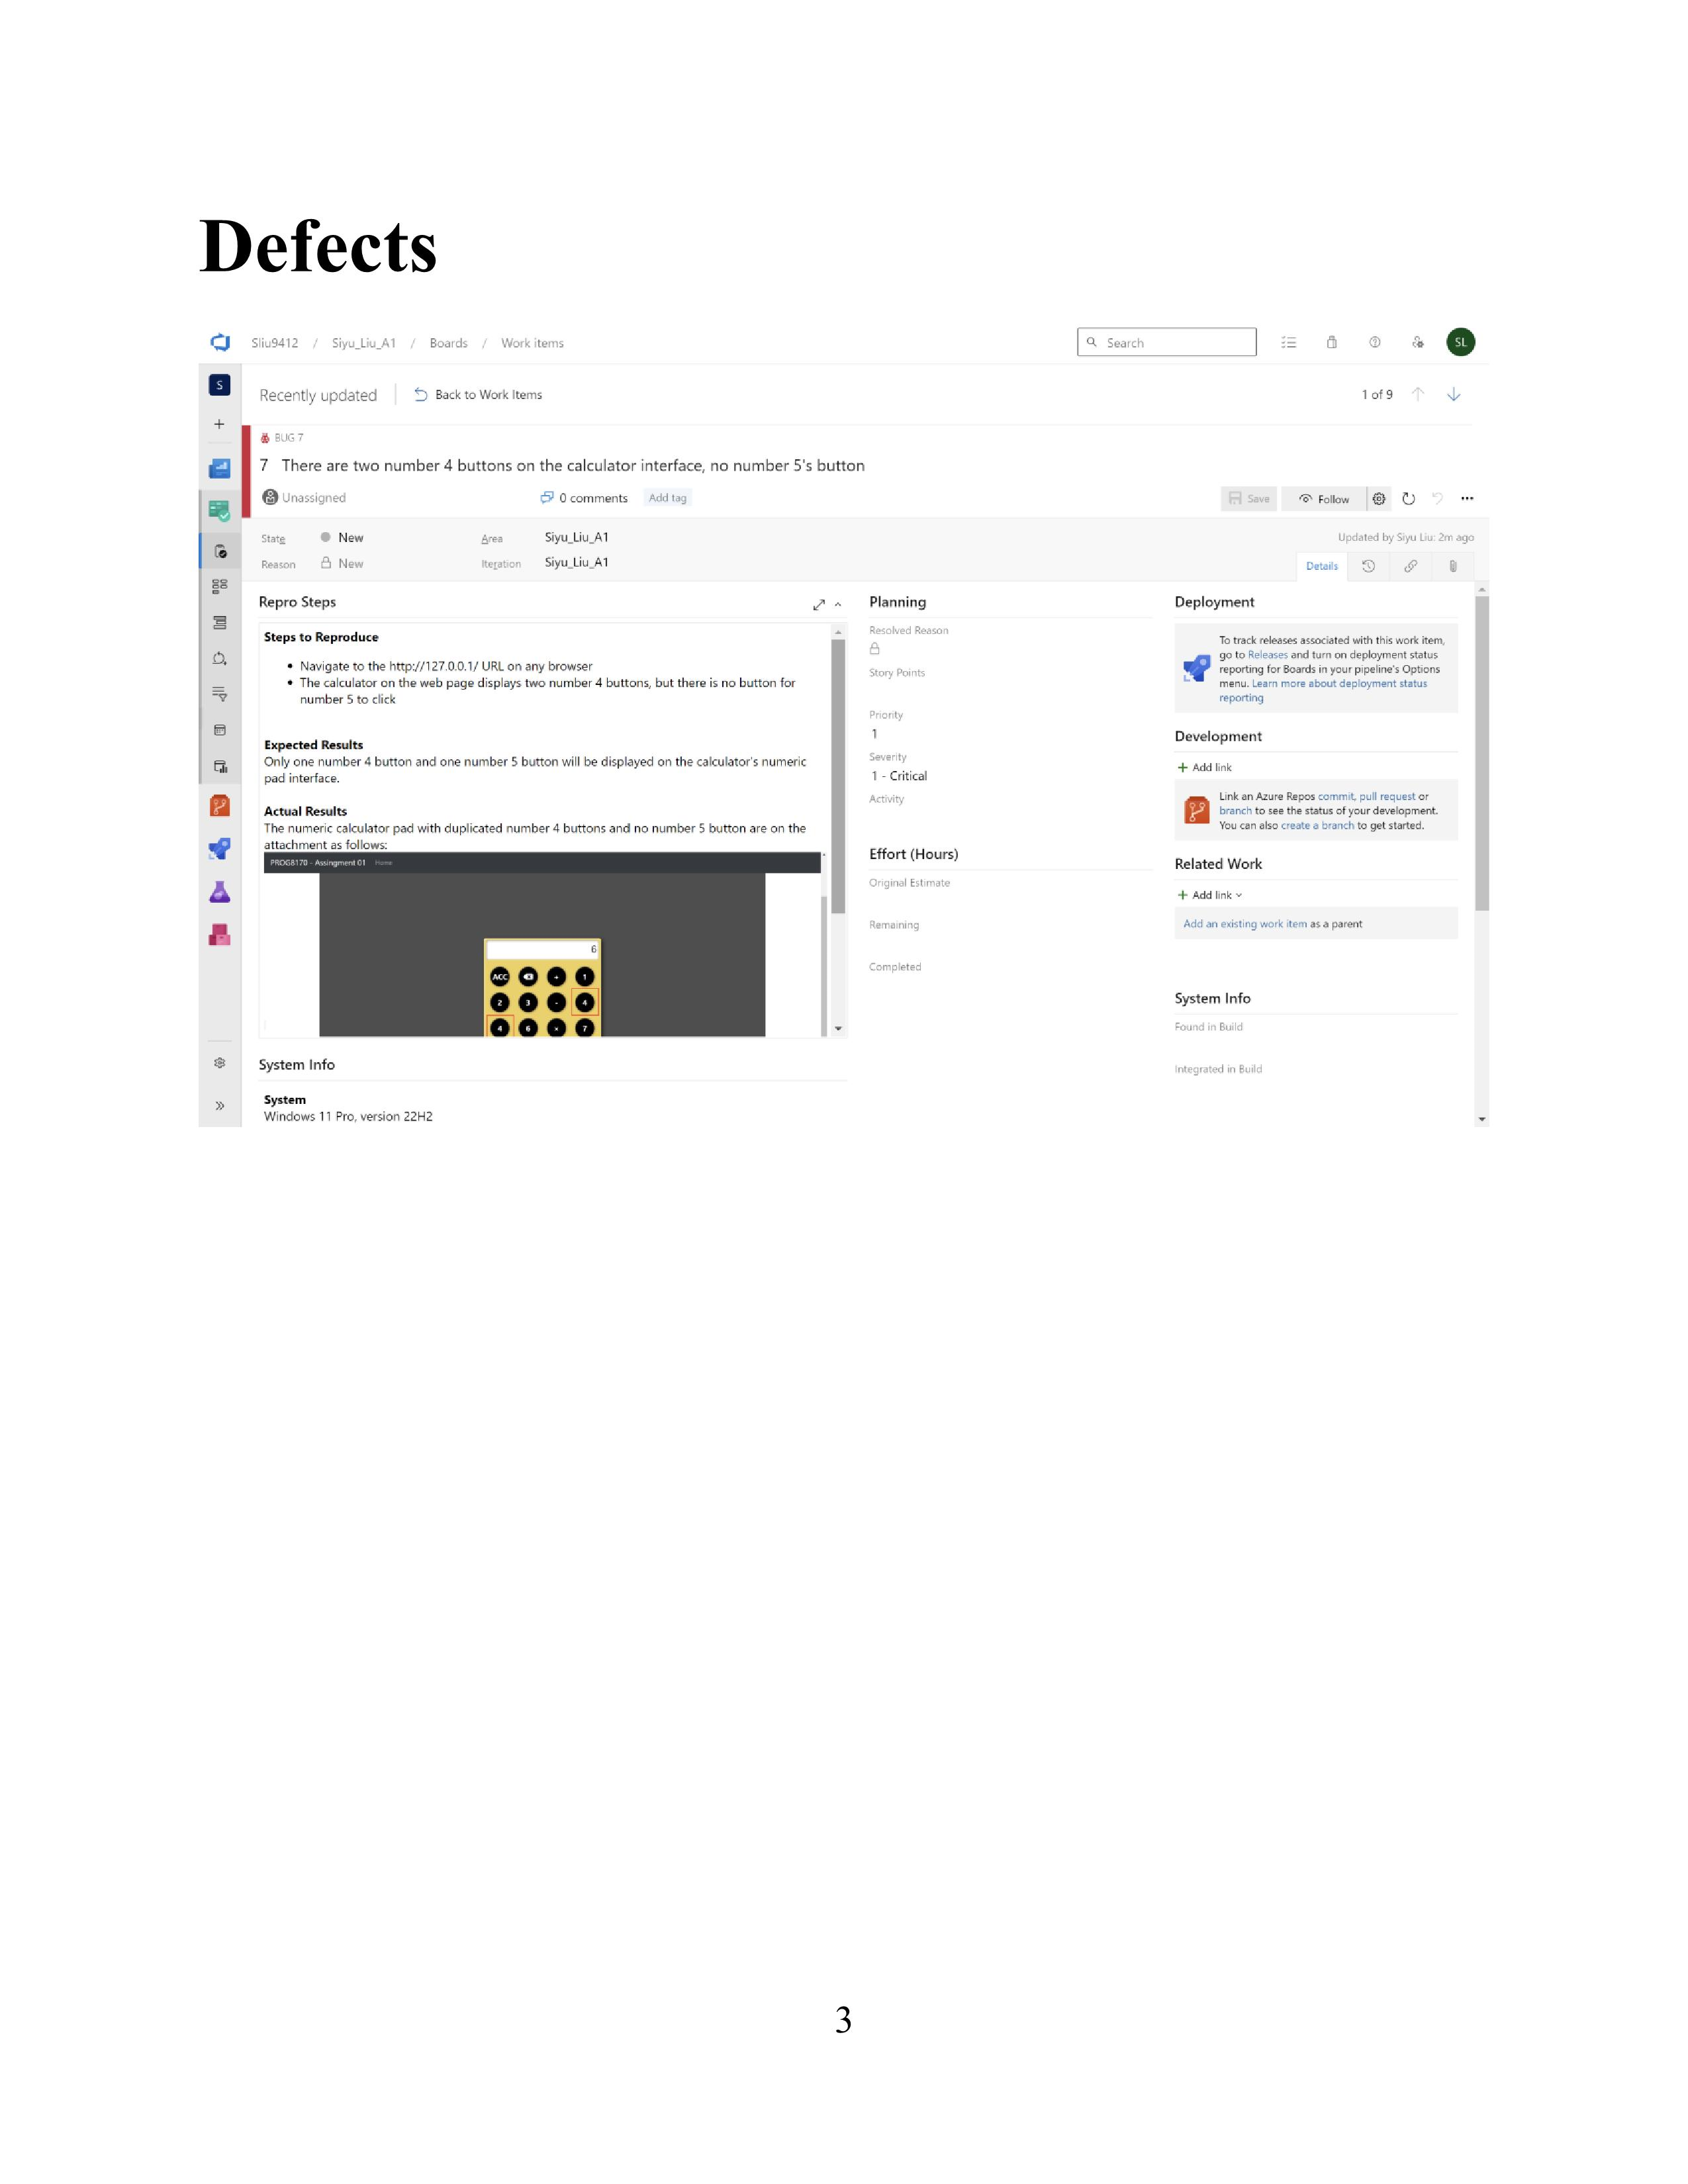 Defects
Sliu9412 / Siyu_Liu_A1 / Boards / Work items
Search
SL
S
Recently updated
Back to Work Items
1 of 9
BUG 7
7 There are two number 4 buttons on the calculator interface, no number 5's button
Unassigned
0 comments
Add tag
Save
Follow
State
New
Area
Siyu_Liu_A1
Updated by Siyu Liu: 2m ago
Reason
New
Iteration
Siyu_Liu_A1
Details
Repro Steps
Steps to Reproduce
• Navigate to the http://127.0.0.1/ URL on any browser
• The calculator on the web page displays two number 4 buttons, but there is no button for
number 5 to click
Expected Results
Only one number 4 button and one number 5 button will be displayed on the calculator's numeric
pad interface.
Actual Results
The numeric calculator pad with duplicated number 4 buttons and no number 5 button are on the
attachment as follows:
PROG8170 - Assingment 01 Home
6
ACC + 1
2 3 - 4
4 6 × 7
System Info
System
Windows 11 Pro, version 22H2
Planning
Resolved Reason
Story Points
Priority
1
Severity
1 - Critical
Activity
Effort (Hours)
Original Estimate
Remaining
Completed
Deployment
To track releases associated with this work item,
go to Releases and turn on deployment status
reporting for Boards in your pipeline's Options
menu. Learn more about deployment status
reporting
Development
+ Add link
Link an Azure Repos commit, pull request or
branch to see the status of your development.
You can also create a branch to get started.
Related Work
+ Add link
Add an existing work item as a parent
System Info
Found in Build
Integrated in Build
3